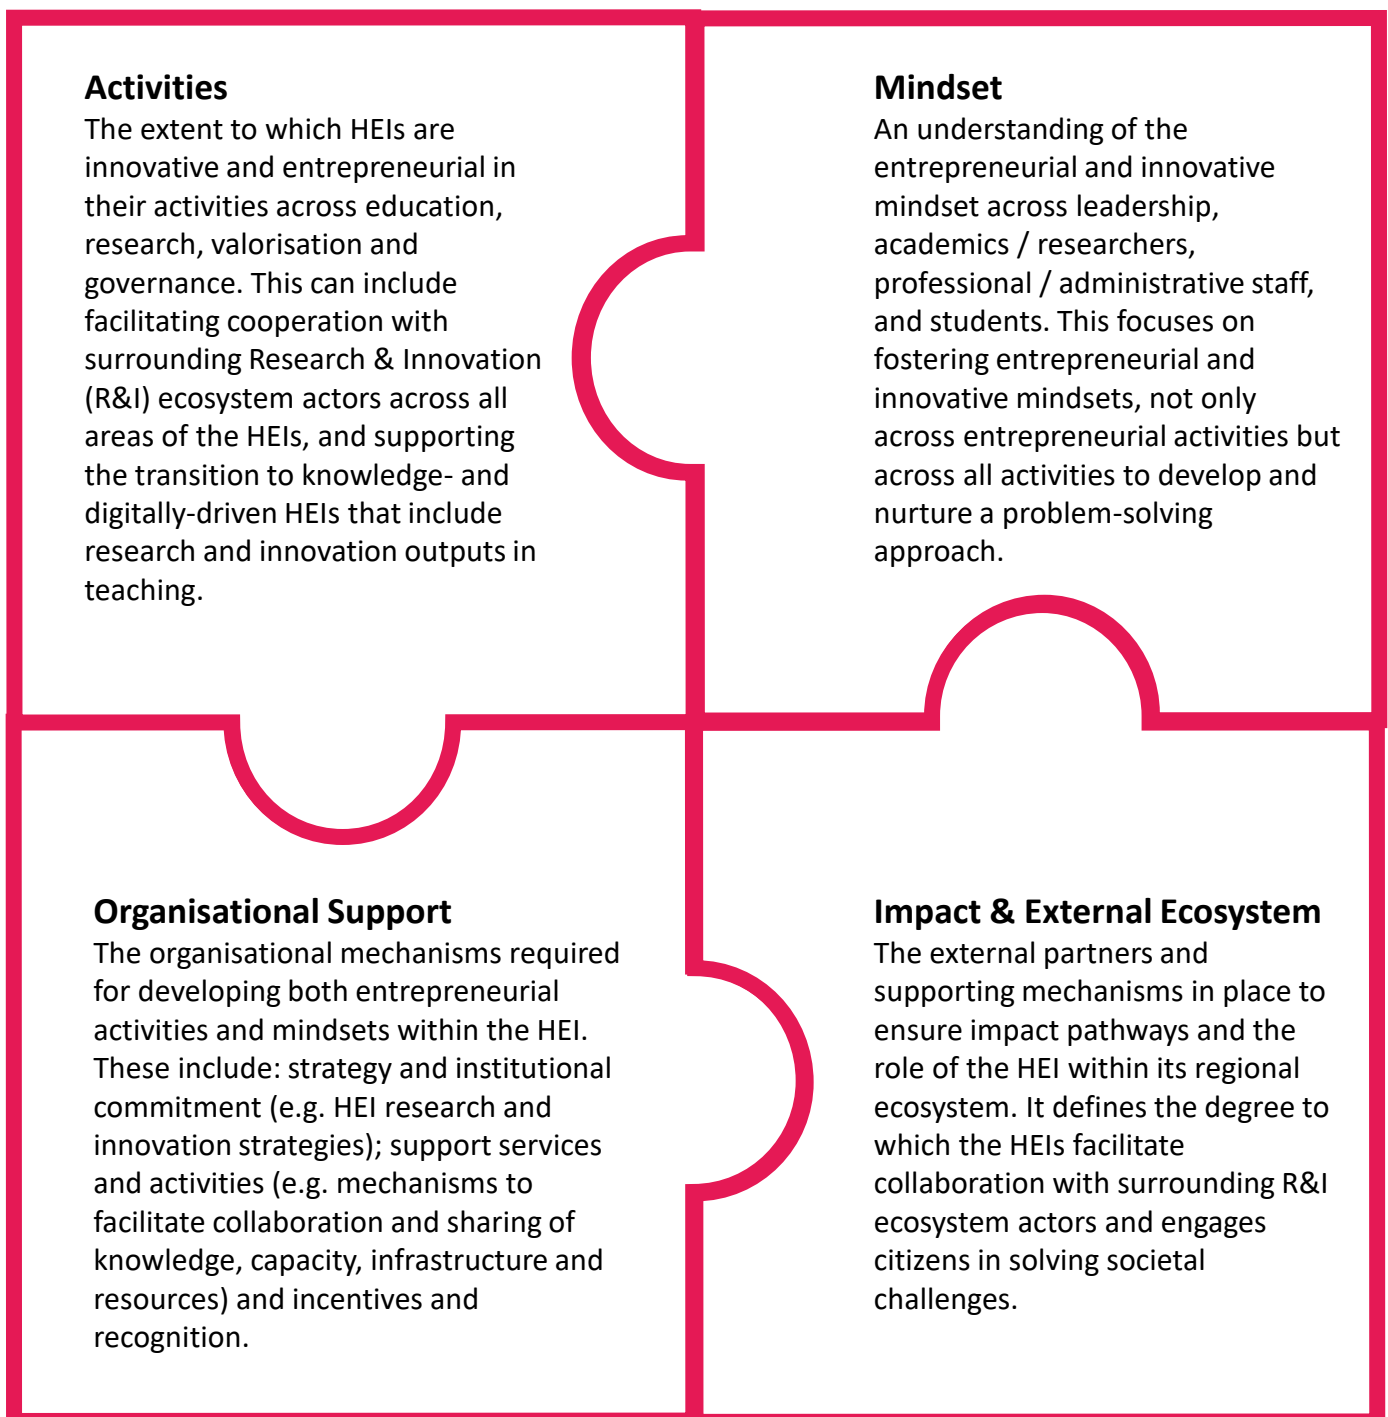 Activities
The extent to which HEIs are
innovative and entrepreneurial in
their activities across education,
research, valorisation and
governance. This can include
facilitating cooperation with
surrounding Research & Innovation
(R&I) ecosystem actors across all
areas of the HEIs, and supporting
the transition to knowledge- and
digitally-driven HEIs that include
research and innovation outputs in
teaching.
Mindset
An understanding of the
entrepreneurial and innovative
mindset across leadership,
academics / researchers,
professional / administrative staff,
and students. This focuses on
fostering entrepreneurial and
innovative mindsets, not only
across entrepreneurial activities but
across all activities to develop and
nurture a problem-solving
approach.
Organisational Support
The organisational mechanisms required
for developing both entrepreneurial
activities and mindsets within the HEI.
These include: strategy and institutional
commitment (e.g. HEI research and
innovation strategies); support services
and activities (e.g. mechanisms to
facilitate collaboration and sharing of
knowledge, capacity, infrastructure and
resources) and incentives and
recognition.
Impact & External Ecosystem
The external partners and
supporting mechanisms in place to
ensure impact pathways and the
role of the HEI within its regional
ecosystem. It defines the degree to
which the HEIs facilitate
collaboration with surrounding R&I
ecosystem actors and engages
citizens in solving societal
challenges.